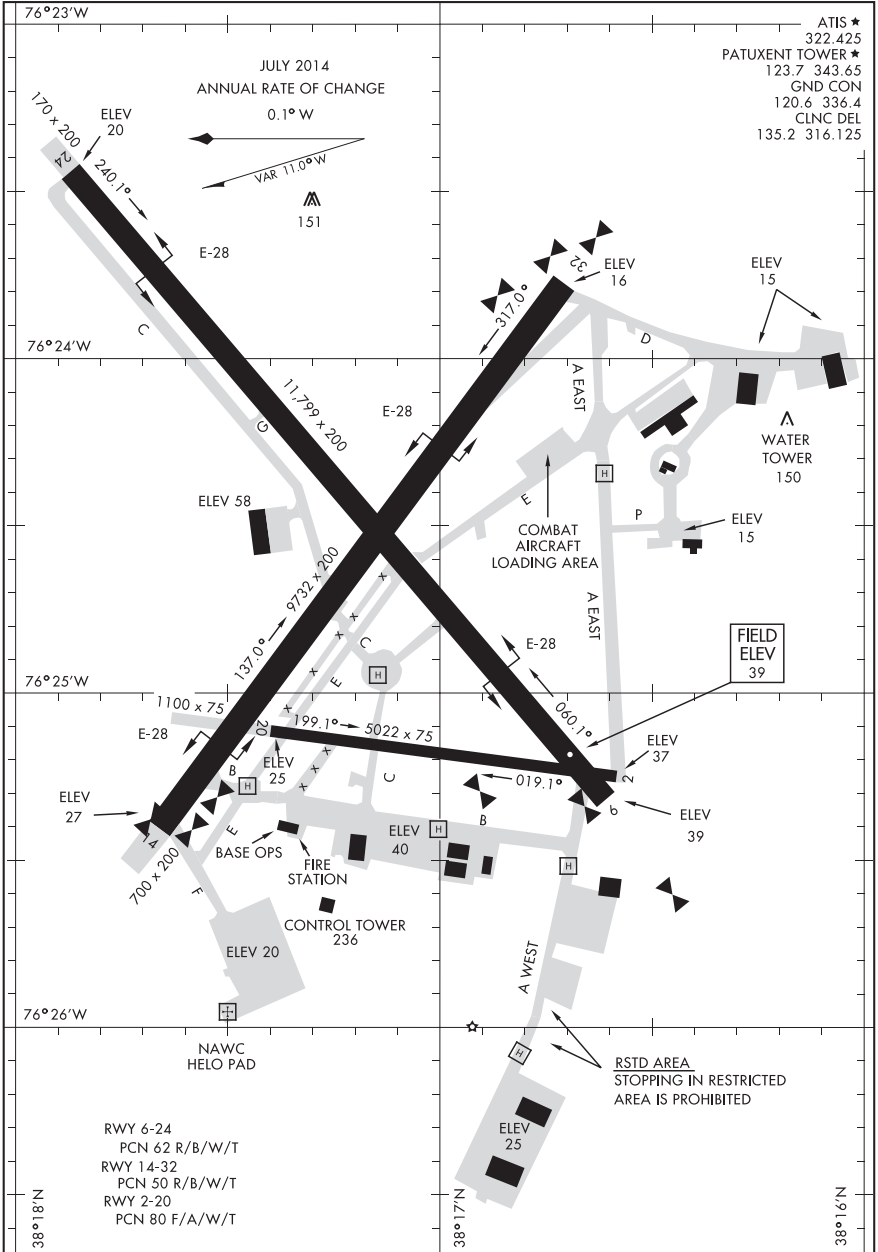 76°23'W
ATIS ★
322.425
PATUXENT TOWER ★
123.7 343.65
GND CON
120.6 336.4
CLNC DEL
135.2 316.125
JULY 2014
ANNUAL RATE OF CHANGE
0.1° W
VAR 11.0° W
151
170 x 200
ELEV
20
24
240.1°
E-28
C
32
ELEV
16
317.0°
ELEV
15
D
76°24'W
A EAST
11,799 x 200
E-28
G
WATER
TOWER
150
H
ELEV 58
E
P
COMBAT
AIRCRAFT
LOADING AREA
ELEV
15
9732 x 200
A EAST
x
x
x
C
137.0°
E
x
H
E-28
FIELD
ELEV
39
76°25'W
060.1°
1100 x 75
x
199.1°
5022 x 75
20
E-28
x
x
x
x
x
ELEV
25
B
H
C
019.1°
2
ELEV
37
6
ELEV
39
ELEV
27
14
E
B
BASE OPS
FIRE
STATION
ELEV
40
H
H
700 x 200
F
CONTROL TOWER
236
ELEV 20
A WEST
76°26'W
NAWC
HELO PAD
H
RSTD AREA
STOPPING IN RESTRICTED
AREA IS PROHIBITED
ELEV
25
RWY 6-24
PCN 62 R/B/W/T
RWY 14-32
PCN 50 R/B/W/T
RWY 2-20
PCN 80 F/A/W/T
38°18'N
38°17'N
38°16'N